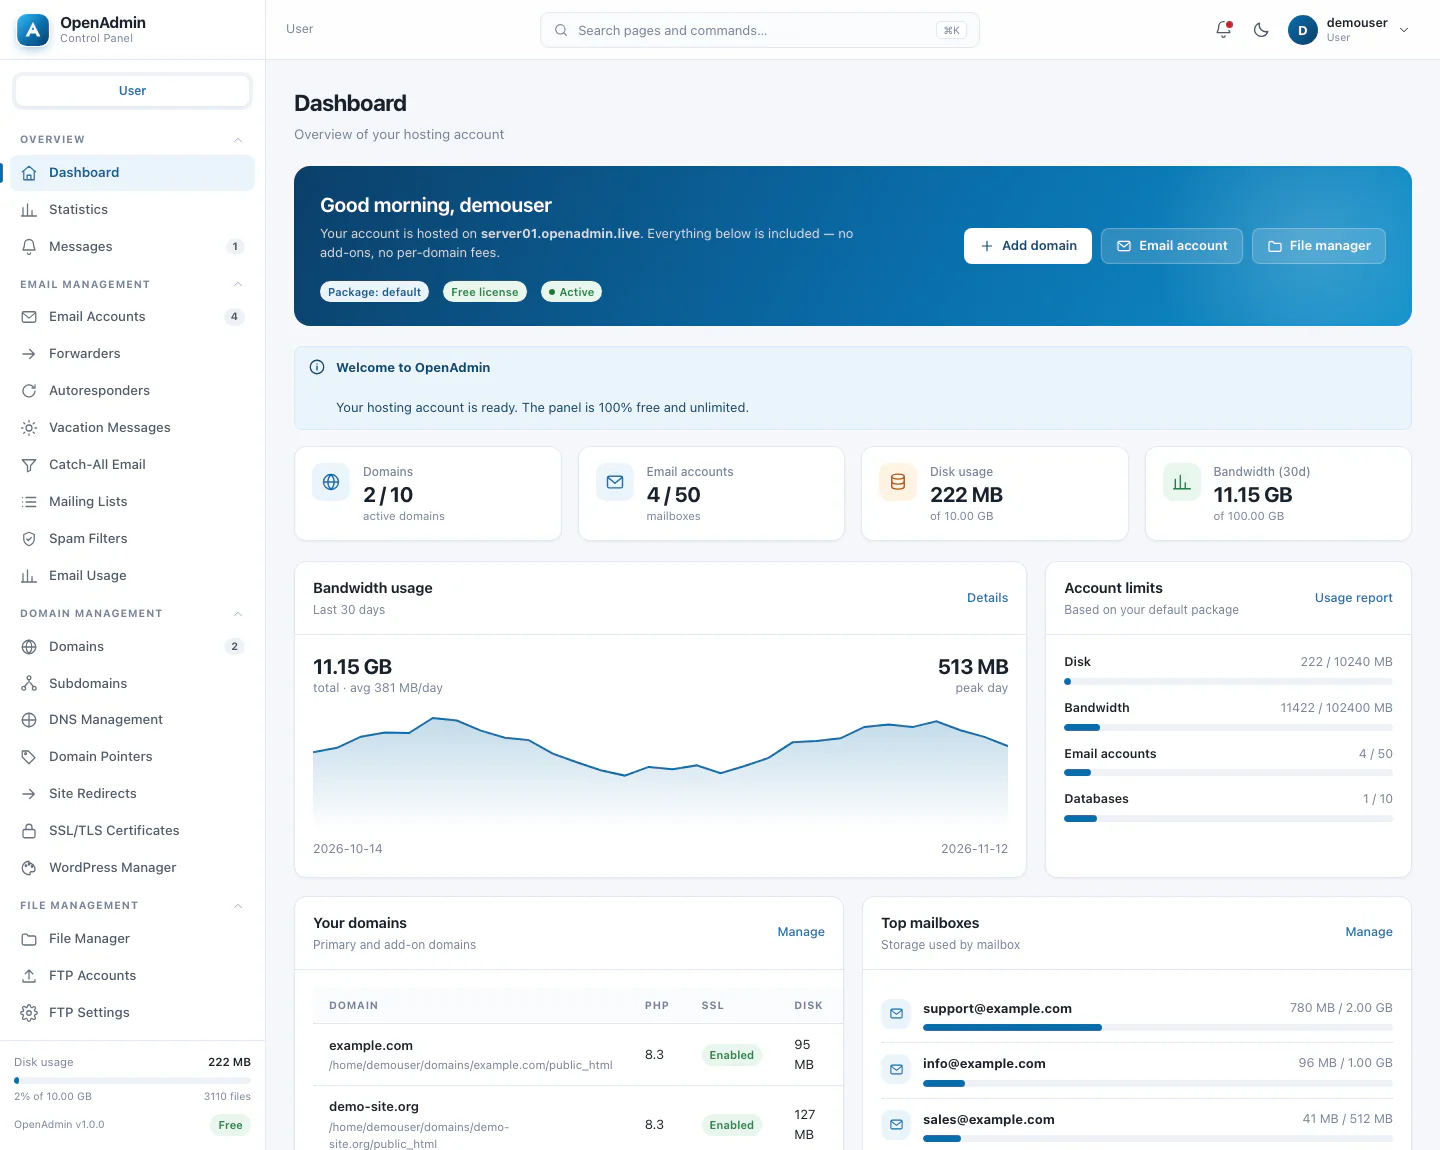 OpenAdmin
Control Panel
User
Search pages and commands...
⌘K
D
demouser
User
User
OVERVIEW
Dashboard
Statistics
Messages 1
EMAIL MANAGEMENT
Email Accounts 4
Forwarders
Autoresponders
Vacation Messages
Catch-All Email
Mailing Lists
Spam Filters
Email Usage
DOMAIN MANAGEMENT
Domains 2
Subdomains
DNS Management
Domain Pointers
Site Redirects
SSL/TLS Certificates
WordPress Manager
FILE MANAGEMENT
File Manager
FTP Accounts
FTP Settings
Disk usage 222 MB
2% of 10.00 GB 3110 files
OpenAdmin v1.0.0 Free
Dashboard
Overview of your hosting account
Good morning, demouser
Your account is hosted on server01.openadmin.live. Everything below is included — no
add-ons, no per-domain fees.
Package: default Free license Active
Add domain Email account File manager
Welcome to OpenAdmin
Your hosting account is ready. The panel is 100% free and unlimited.
Domains
2 / 10
active domains
Email accounts
4 / 50
mailboxes
Disk usage
222 MB
of 10.00 GB
Bandwidth (30d)
11.15 GB
of 100.00 GB
Bandwidth usage
Last 30 days
Details
11.15 GB
total · avg 381 MB/day
513 MB
peak day
2026-10-14 2026-11-12
Account limits
Based on your default package
Usage report
Disk 222 / 10240 MB
Bandwidth 11422 / 102400 MB
Email accounts 4 / 50
Databases 1 / 10
Your domains
Primary and add-on domains
Manage
DOMAIN PHP SSL DISK
example.com
/home/demouser/domains/example.com/public_html
8.3 Enabled 95
MB
demo-site.org
/home/demouser/domains/demo-
site.org/public_html
8.3 Enabled 127
MB
Top mailboxes
Storage used by mailbox
Manage
support@example.com 780 MB / 2.00 GB
info@example.com 96 MB / 1.00 GB
sales@example.com 41 MB / 512 MB